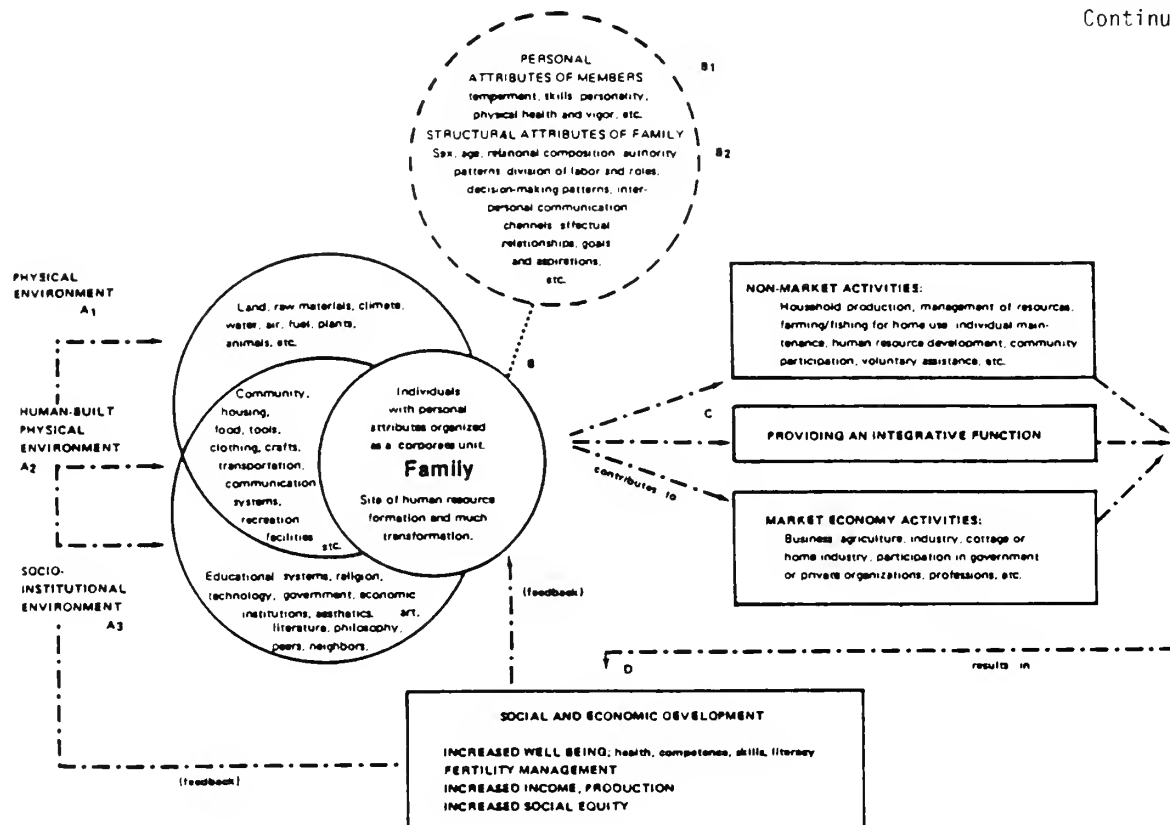 Continu
PERSONAL
ATTRIBUTES OF MEMBERS
temperment, skills personality,
physical health and vigor, etc.
STRUCTURAL ATTRIBUTES OF FAMILY
Sex, age, relational composition authority
patterns division of labor and roles,
decision-making patterns, inter-
personal communication
channels effectual
relationships, goals
and aspirations,
etc.
B1
B2
PHYSICAL
ENVIRONMENT
A1
HUMAN-BUILT
PHYSICAL
ENVIRONMENT
A2
SOCIO-
INSTITUTIONAL
ENVIRONMENT
A3
Land, raw materials, climate,
water, air, fuel, plants,
animals, etc.
Community,
housing,
food, tools,
clothing, crafts,
transportation,
communication
systems,
recreation
facilities etc.
Educational systems, religion,
technology, government, economic
institutions, aesthetics, art,
literature, philosophy,
peers, neighbors,
B
Individuals
with personal
attributes organized
as a corporate unit.
Family
Site of human resource
formation and much
transformation.
C
contributes to
NON-MARKET ACTIVITIES:
Household production, management of resources,
farming/fishing for home use, individual main-
tenance, human resource development, community
participation, voluntary assistance, etc.
PROVIDING AN INTEGRATIVE FUNCTION
MARKET ECONOMY ACTIVITIES:
Business, agriculture, industry, cottage or
home industry, participation in government
or private organizations, professions, etc.
(feedback)
D
results in
SOCIAL AND ECONOMIC DEVELOPMENT
INCREASED WELL BEING; health, competence, skills, literacy
FERTILITY MANAGEMENT
INCREASED INCOME, PRODUCTION
INCREASED SOCIAL EQUITY
(feedback)